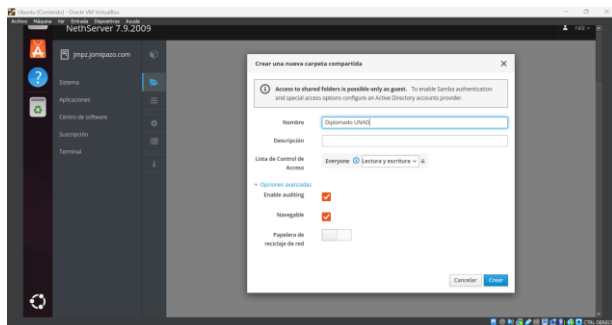 Ubuntu [Corriendo] - Oracle VM VirtualBox
Archivo Máquina Ver Entrada Dispositivos Ayuda
NethServer 7.9.2009
raíz
jmpz.jomipazo.com
Sistema
Aplicaciones
Centro de software
Suscripción
Terminal
Crear una nueva carpeta compartida
Access to shared folders is possible only as guest. To enable Samba authentication
and special access options configure an Active Directory accounts provider.
Nombre
Diplomado UNAD
Descripción
Lista de Control de
Acceso
Everyone
Lectura y escritura
Opciones avanzadas
Enable auditing
Navegable
Papelera de
reciclaje de red
Cancelar
Crear
CTRL DERECHO